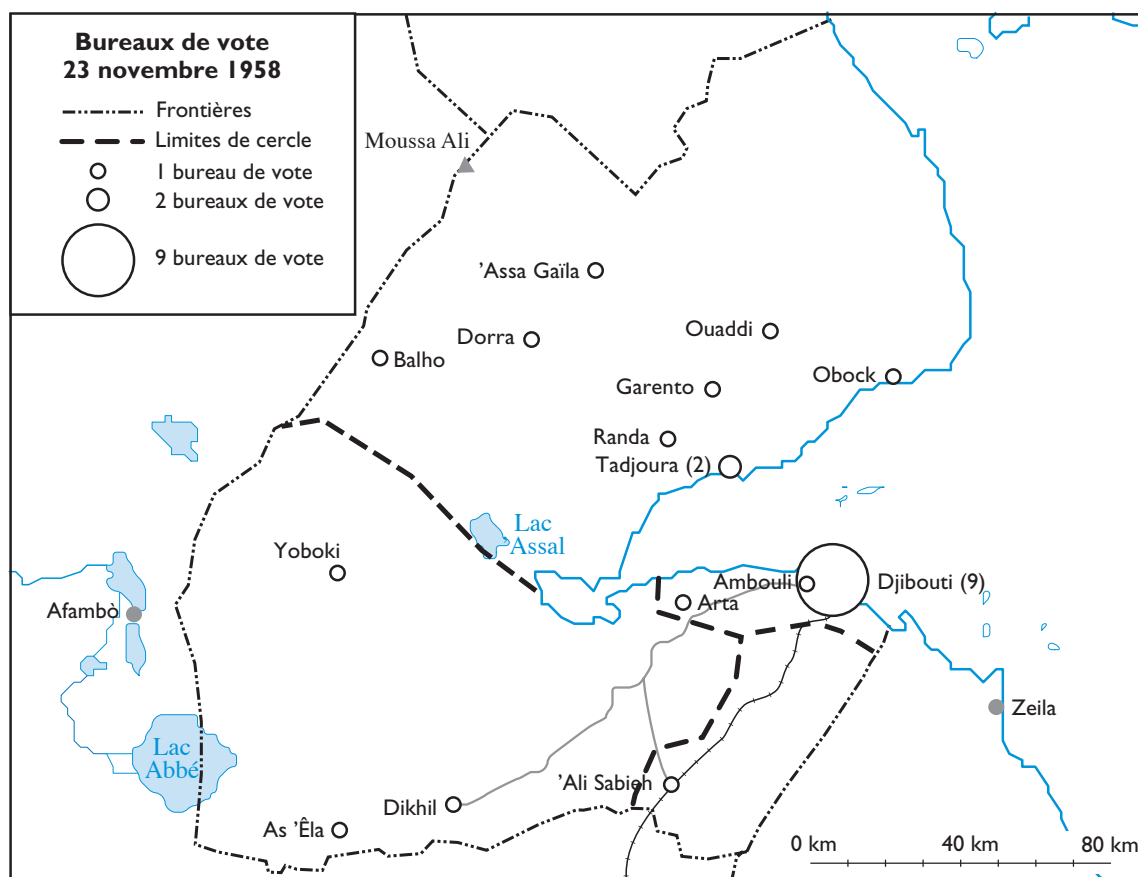 Bureaux de vote
23 novembre 1958
Frontières
Limites de cercle
1 bureau de vote
2 bureaux de vote
9 bureaux de vote
Moussa Ali
’Assa Gaïla
Dorra
Ouaddi
Balho
Obock
Garento
Randa
Tadjoura (2)
Lac
Assal
Yoboki
Ambouli
Djibouti (9)
Arta
Afambò
Zeila
Lac
Abbé
’Ali Sabieh
Dikhil
As ’Êla
0 km 40 km 80 km